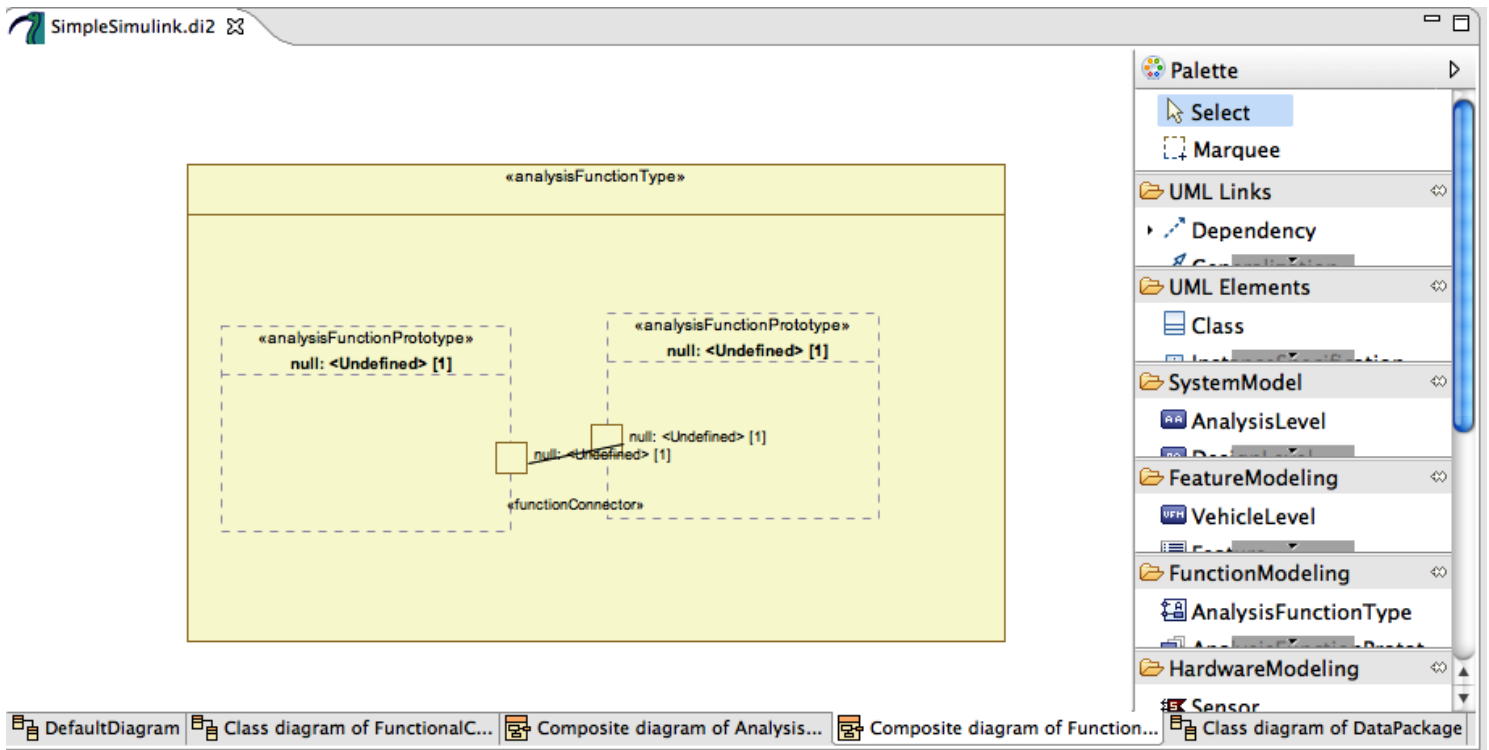 SimpleSimulink.di2
Palette
Select
Marquee
UML Links
Dependency
UML Elements
Class
SystemModel
AnalysisLevel
FeatureModeling
VehicleLevel
FunctionModeling
AnalysisFunctionType
HardwareModeling
Sensor
«analysisFunctionType»
«analysisFunctionPrototype»
null: <Undefined> [1]
«analysisFunctionPrototype»
null: <Undefined> [1]
null: <Undefined> [1]
null: <Undefined> [1]
«functionConnector»
DefaultDiagram
Class diagram of FunctionalC...
Composite diagram of Analysis...
Composite diagram of Function...
Class diagram of DataPackage